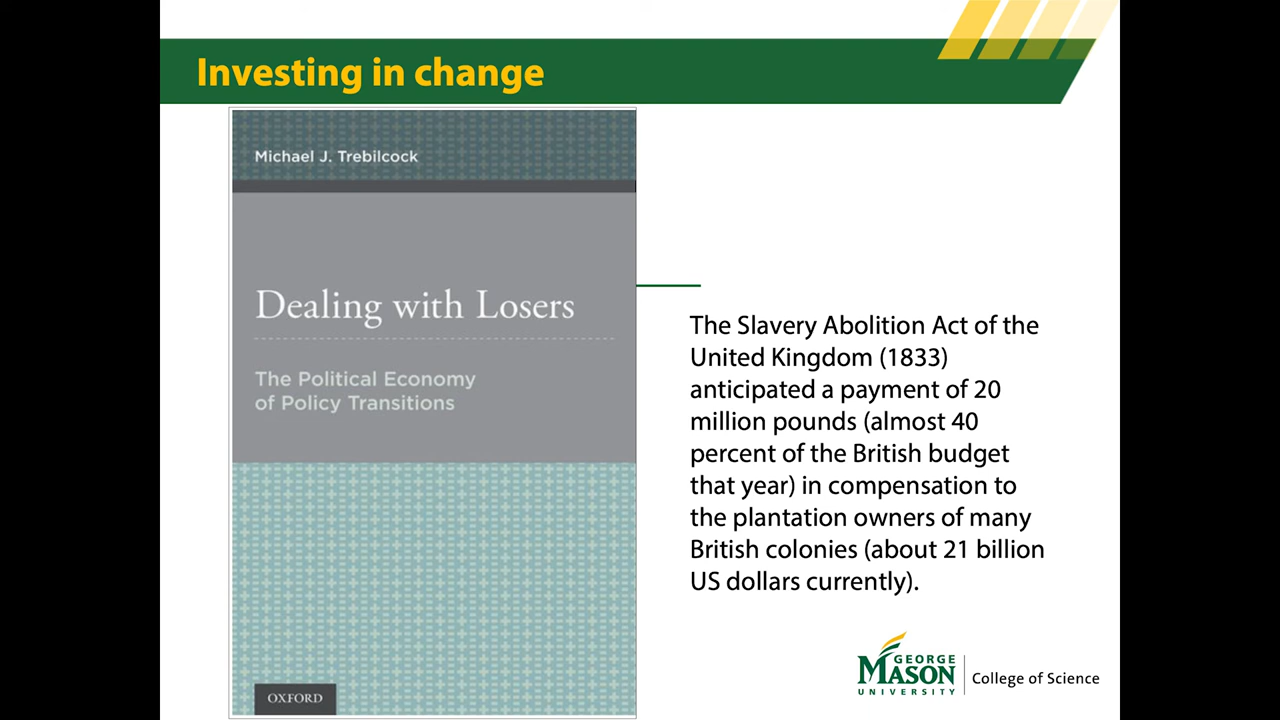 Investing in change
Michael J. Trebilcock
Dealing with Losers
The Political Economy
of Policy Transitions
OXFORD
The Slavery Abolition Act of the
United Kingdom (1833)
anticipated a payment of 20
million pounds (almost 40
percent of the British budget
that year) in compensation to
the plantation owners of many
British colonies (about 21 billion
US dollars currently).
GEORGE
MASON
UNIVERSITY
College of Science